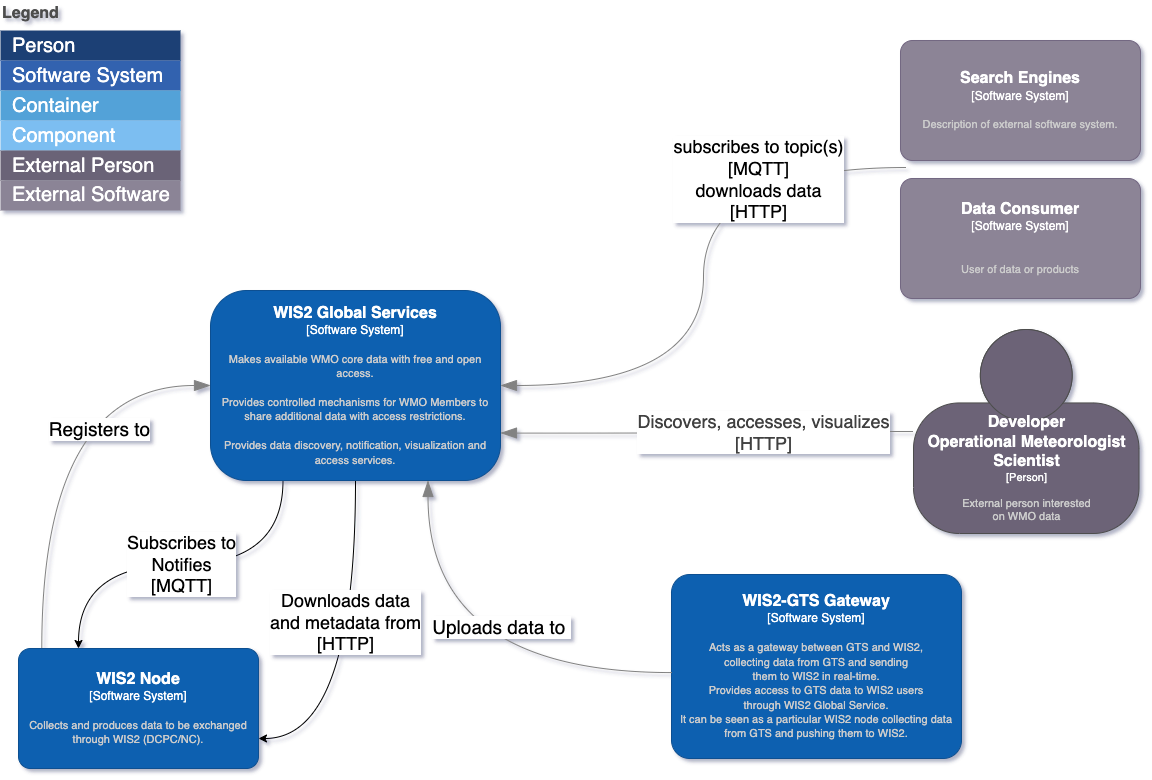 Legend
Person
Software System
Container
Component
External Person
External Software
Search Engines
[Software System]
Description of external software system.
subscribes to topic(s)
[MQTT]
downloads data
[HTTP]
Data Consumer
[Software System]
User of data or products
WIS2 Global Services
[Software System]
Makes available WMO core data with free and open
access.
Provides controlled mechanisms for WMO Members to
share additional data with access restrictions.
Provides data discovery, notification, visualization and
access services.
Registers to
Discovers, accesses, visualizes
[HTTP]
Developer
Operational Meteorologist
Scientist
[Person]
External person interested
on WMO data
Subscribes to
Notifies
[MQTT]
Downloads data
and metadata from
[HTTP]
Uploads data to
WIS2-GTS Gateway
[Software System]
Acts as a gateway between GTS and WIS2,
collecting data from GTS and sending
them to WIS2 in real-time.
Provides access to GTS data to WIS2 users
through WIS2 Global Service.
It can be seen as a particular WIS2 node collecting data
from GTS and pushing them to WIS2.
WIS2 Node
[Software System]
Collects and produces data to be exchanged
through WIS2 (DCPC/NC).